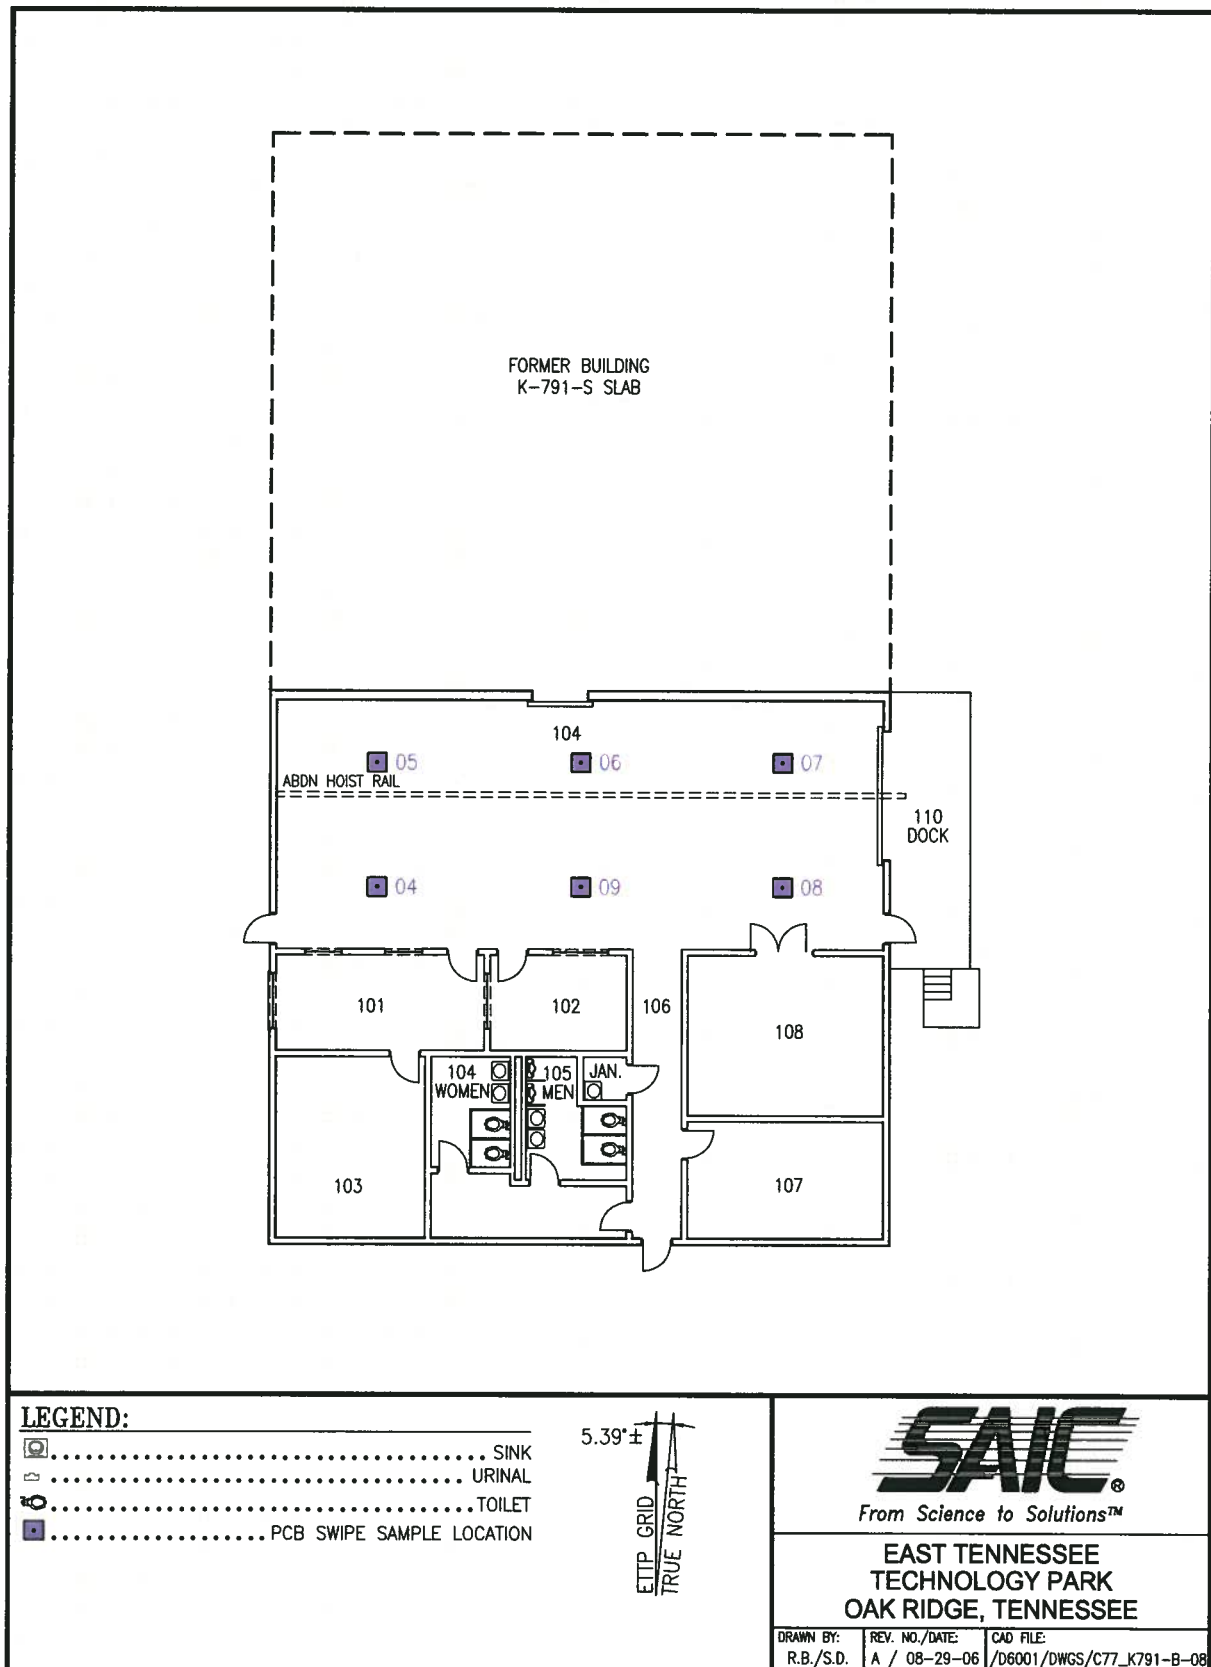 FORMER BUILDING
K-791-S SLAB
104
05
06
07
ABDN HOIST RAIL
110
DOCK
04
09
08
101
102
106
108
104
WOMEN
105
MEN
JAN.
103
107
LEGEND:
SINK
URINAL
TOILET
PCB SWIPE SAMPLE LOCATION
5.39°±
ETTP GRID
TRUE NORTH
SAIC®
From Science to Solutions™
EAST TENNESSEE
TECHNOLOGY PARK
OAK RIDGE, TENNESSEE
DRAWN BY:
R.B./S.D.
REV. NO./DATE:
A / 08-29-06
CAD FILE:
/D6001/DWGS/C77_K791-B-08